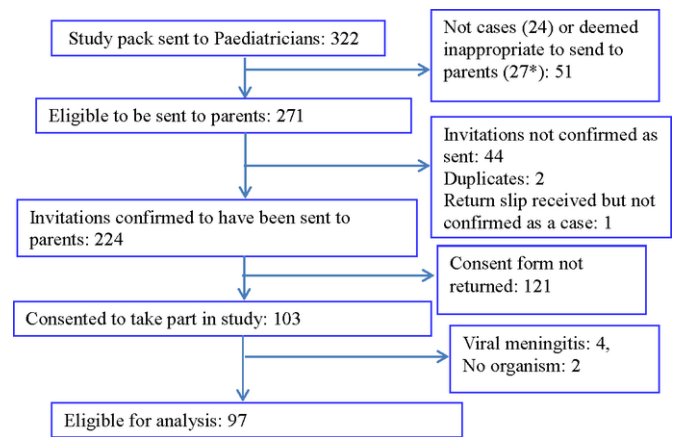 Study pack sent to Paediatricians: 322
Not cases (24) or deemed
inappropriate to send to
parents (27*): 51
Eligible to be sent to parents: 271
Invitations not confirmed as
sent: 44
Duplicates: 2
Return slip received but not
confirmed as a case: 1
Invitations confirmed to have been sent to
parents: 224
Consent form not
returned: 121
Consented to take part in study: 103
Viral meningitis: 4,
No organism: 2
Eligible for analysis: 97